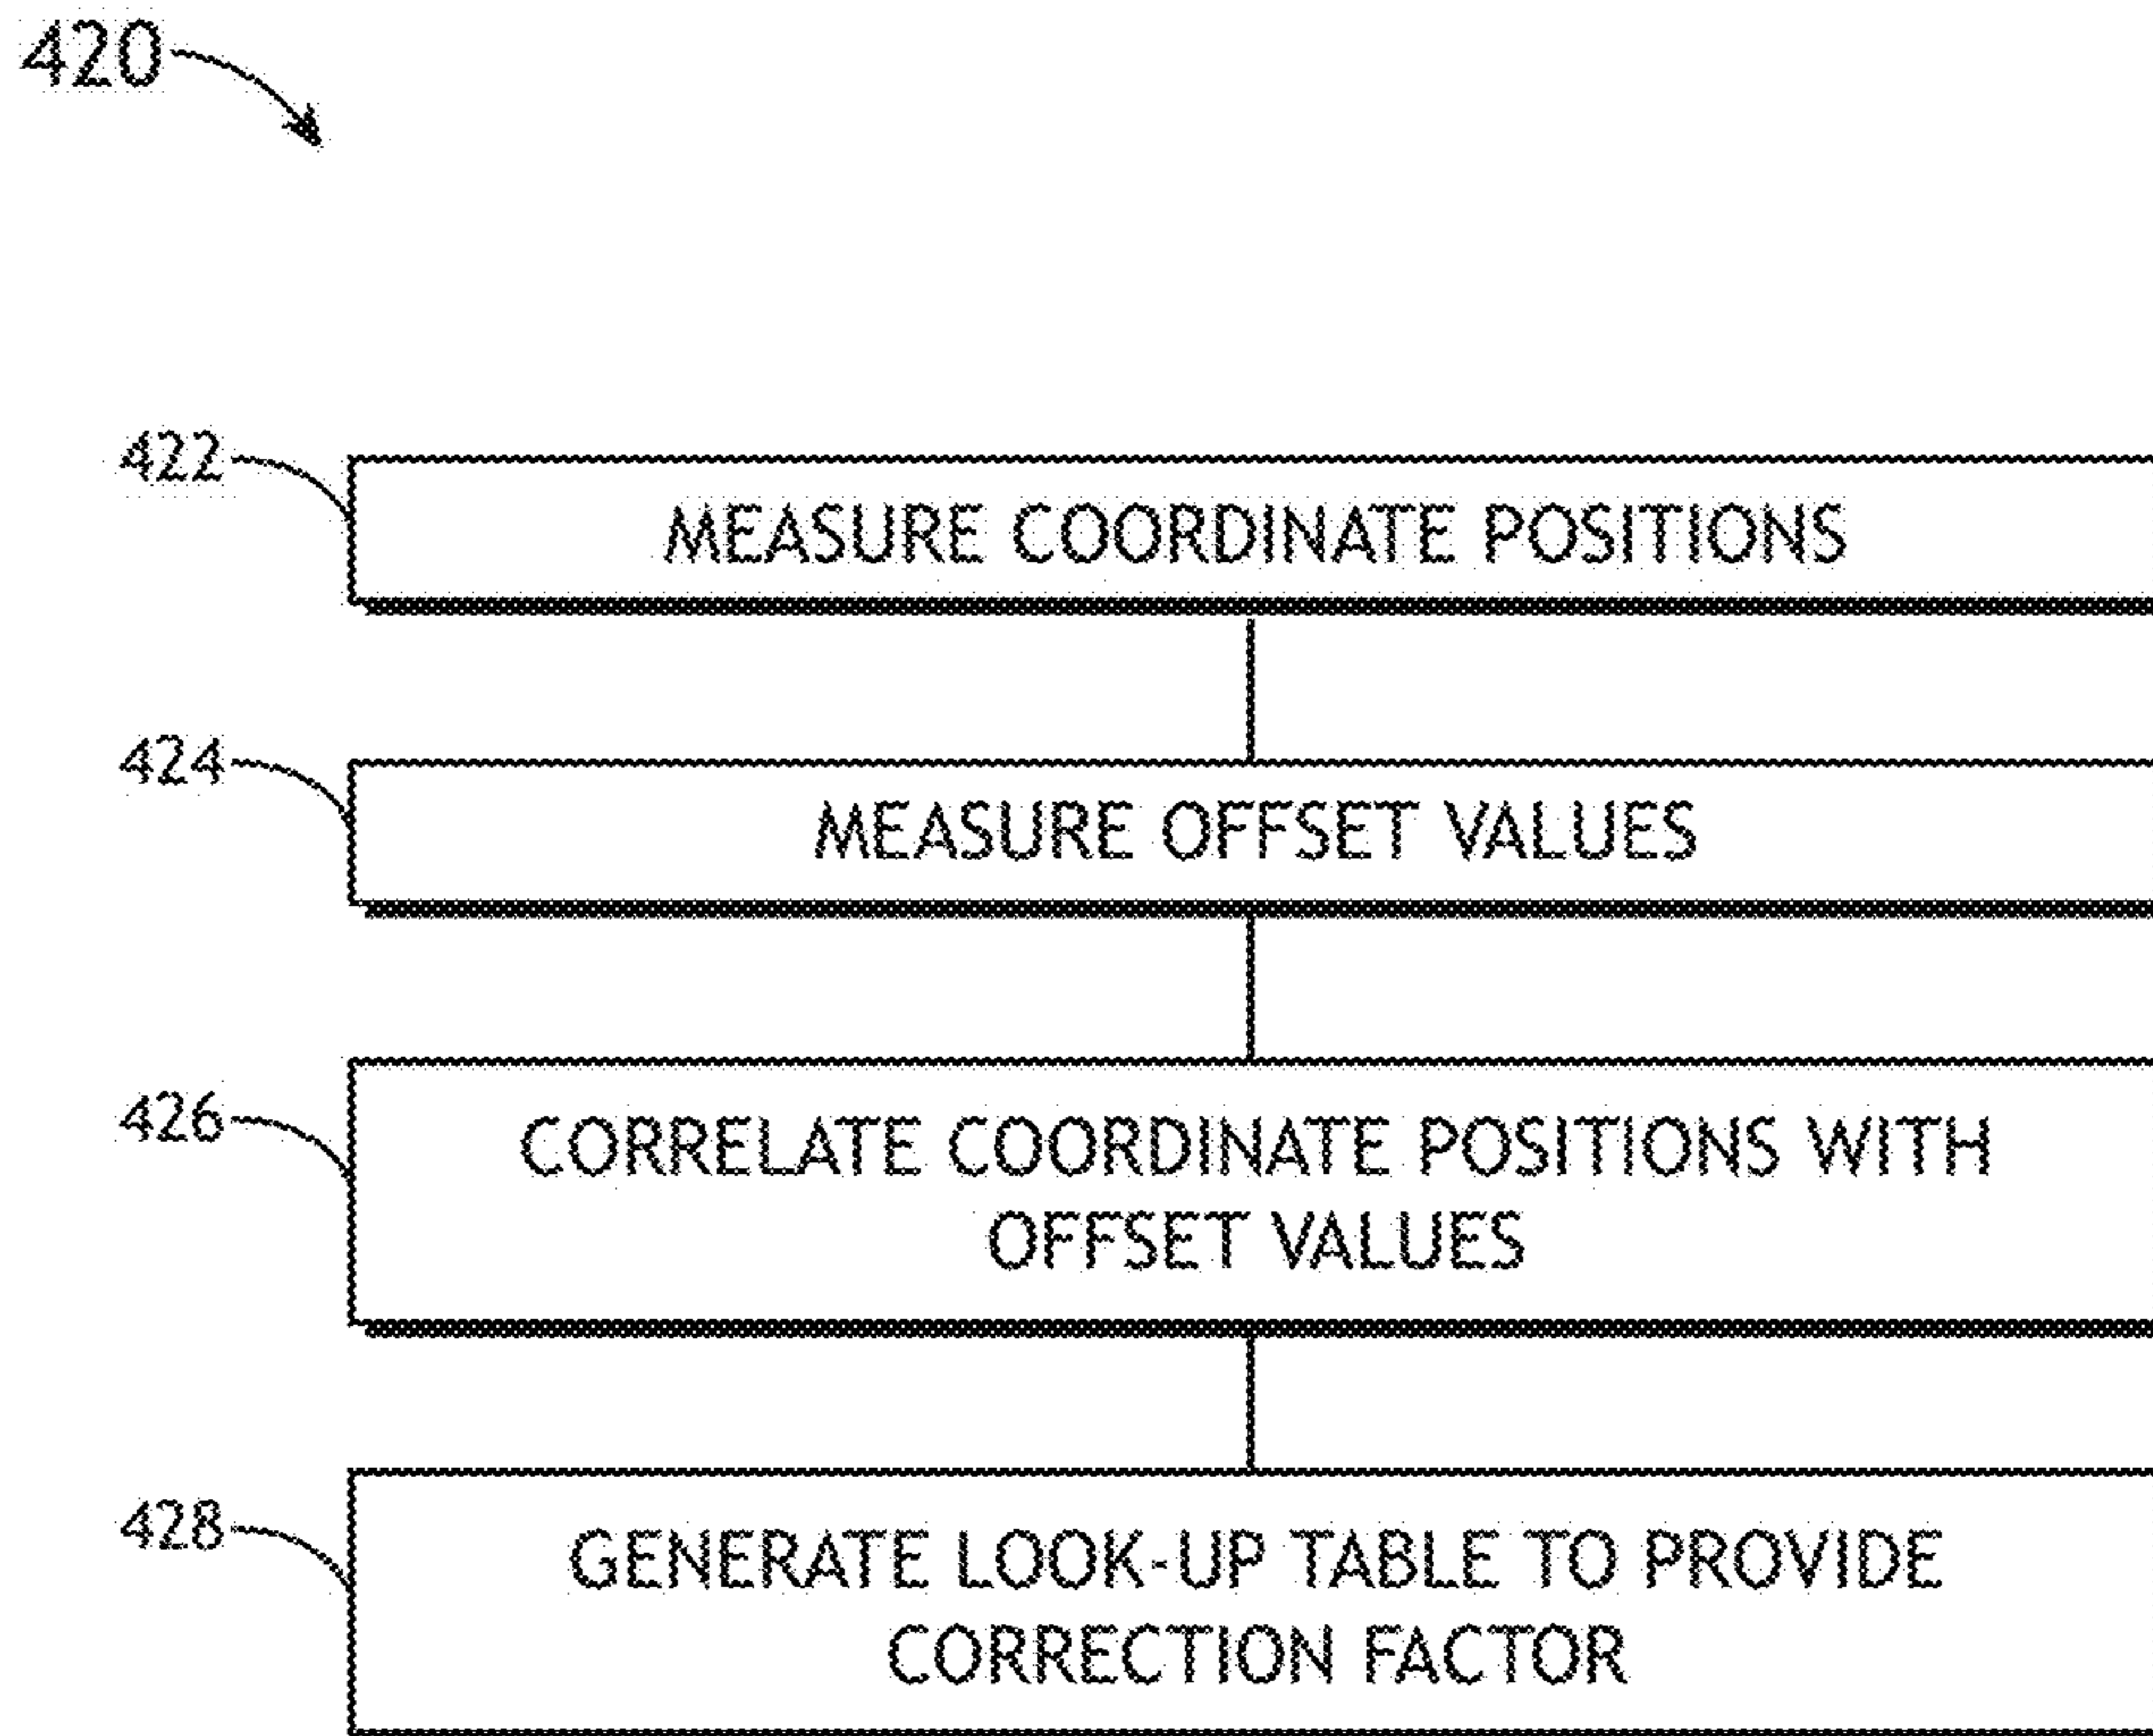 420
422
MEASURE COORDINATE POSITIONS
424
MEASURE OFFSET VALUES
426
CORRELATE COORDINATE POSITIONS WITH
OFFSET VALUES
428
GENERATE LOOK-UP TABLE TO PROVIDE
CORRECTION FACTOR